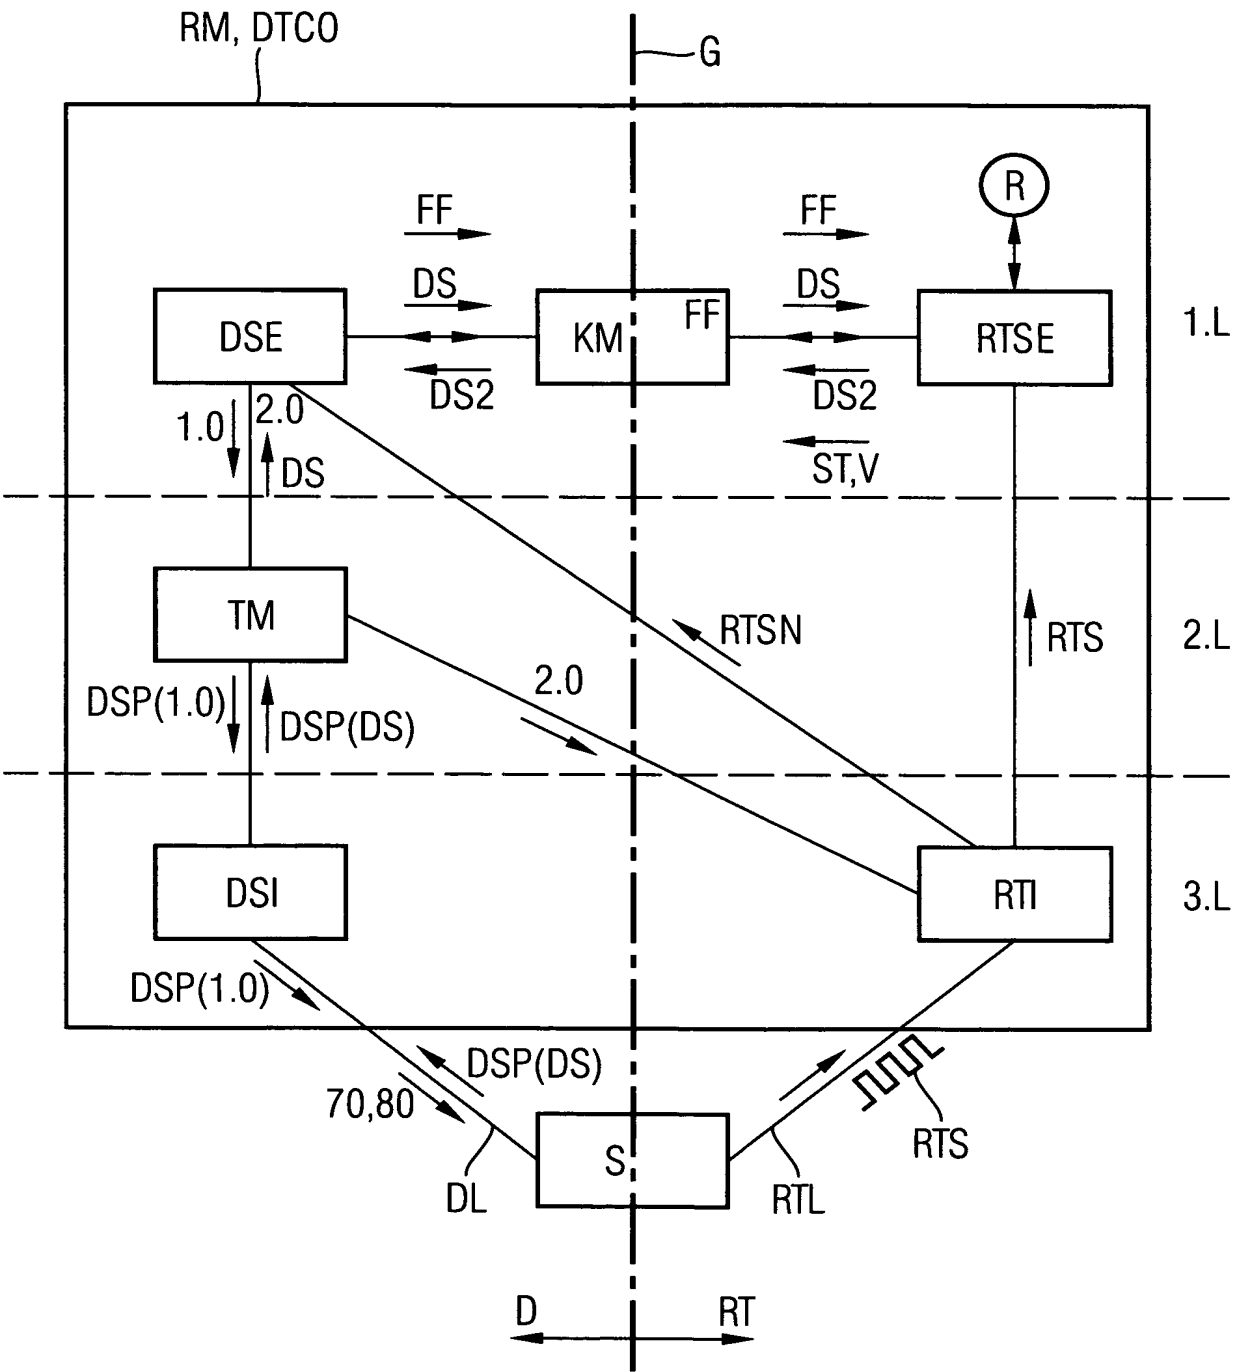 RM, DTCO
G
R
FF
FF
DS
DS
DSE
KM
FF
RTSE
1.L
DS2
DS2
1.0
2.0
DS
ST,V
TM
RTSN
RTS
2.L
2.0
DSP(1.0)
DSP(DS)
DSI
RTI
3.L
DSP(1.0)
DSP(DS)
70,80
S
RTS
DL
RTL
D
RT